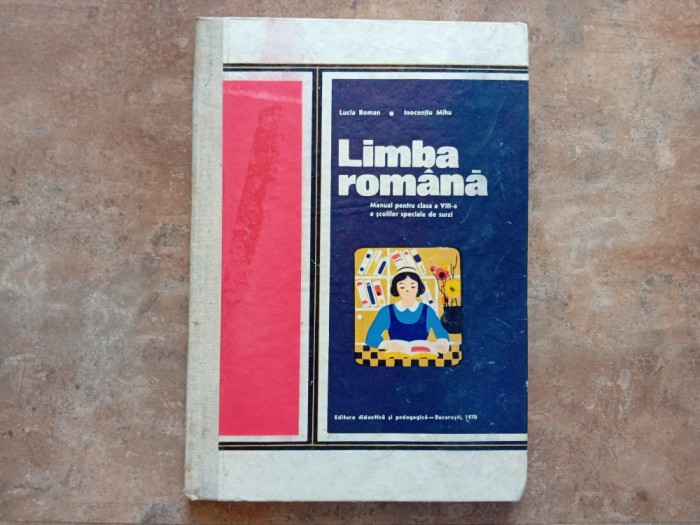 Lucia Roman • Inocențiu Mihu
Limba
română
Manual pentru clasa a VIII-a
a școlilor speciale de surzi
Editura didactică și pedagogică — București, 1978